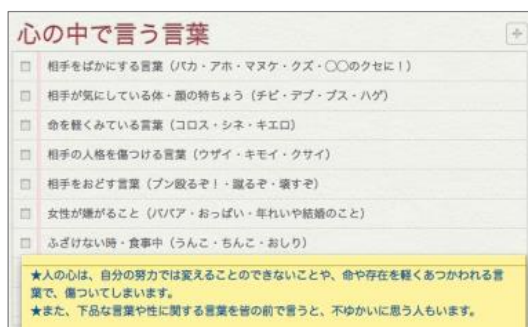 心の中で言う言葉
相手をばかにする言葉（バカ・アホ・マヌケ・クズ・○○のクセに！）
相手が気にしている体・顔の特ちょう（チビ・デブ・ブス・ハゲ）
命を軽くみている言葉（コロス・シネ・キエロ）
相手の人格を傷つける言葉（ウザイ・キモイ・クサイ）
相手をおどす言葉（ブン殴るぞ！・蹴るぞ・壊すぞ）
女性が嫌がること（ババア・おっぱい・年れいや結婚のこと）
ふざけない時・食事中（うんこ・ちんこ・おしり）
★人の心は、自分の努力では変えることのできないことや、命や存在を軽くあつかわれる言
葉で、傷ついてしまいます。
★また、下品な言葉や性に関する言葉を皆の前で言うと、不ゆかいに思う人もいます。